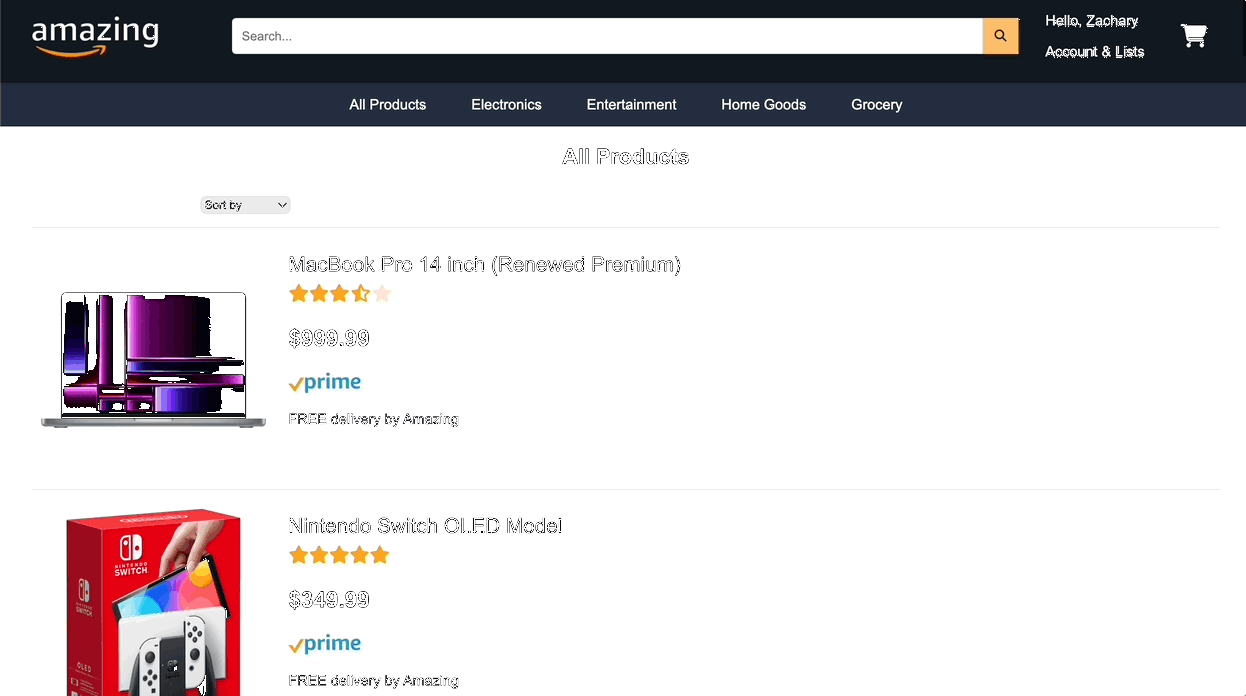 amazing
Search...
Hello, Zachary
Account & Lists
All Products
Electronics
Entertainment
Home Goods
Grocery
All Products
Sort by
MacBook Pro 14 inch (Renewed Premium)
$999.99
prime
FREE delivery by Amazing
Nintendo Switch OLED Model
NINTENDO
SWITCH
NINTENDO
SWITCH
OLED
$349.99
prime
FREE delivery by Amazing